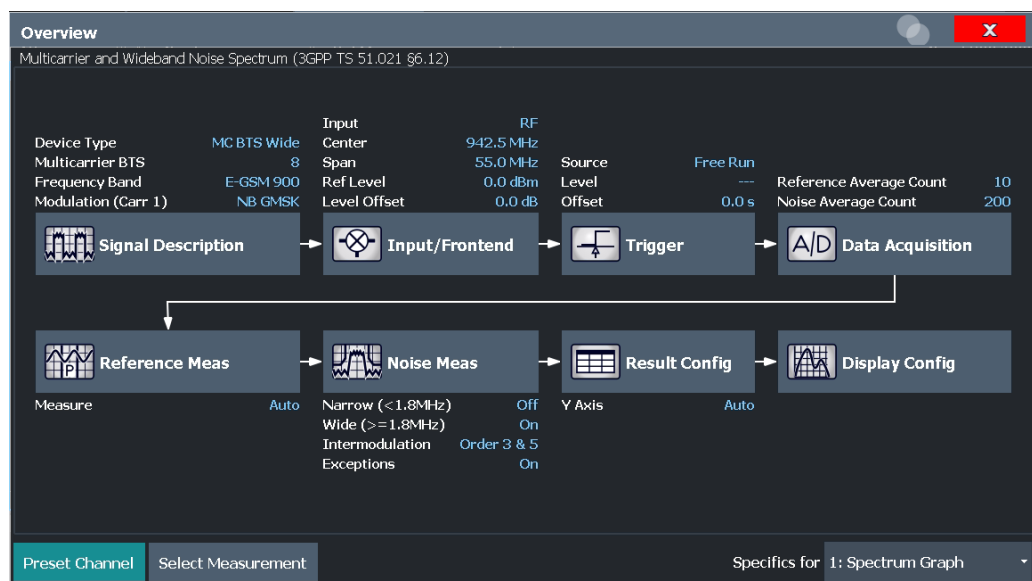 Overview
X
Multicarrier and Wideband Noise Spectrum (3GPP TS 51.021 §6.12)
Device Type MC BTS Wide
Multicarrier BTS 8
Frequency Band E-GSM 900
Modulation (Carr 1) NB GMSK
Signal Description
Input RF
Center 942.5 MHz
Span 55.0 MHz
Ref Level 0.0 dBm
Level Offset 0.0 dB
Input/Frontend
Source Free Run
Level ---
Offset 0.0 s
Trigger
Reference Average Count 10
Noise Average Count 200
A/D Data Acquisition
P Reference Meas
Measure Auto
Noise Meas
Narrow (<1.8MHz) Off
Wide (>=1.8MHz) On
Intermodulation Order 3 & 5
Exceptions On
Result Config
Y Axis Auto
Display Config
Preset Channel
Select Measurement
Specifics for 1: Spectrum Graph